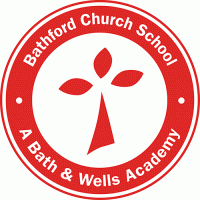 Bathford Church School
A Bath & Wells Academy